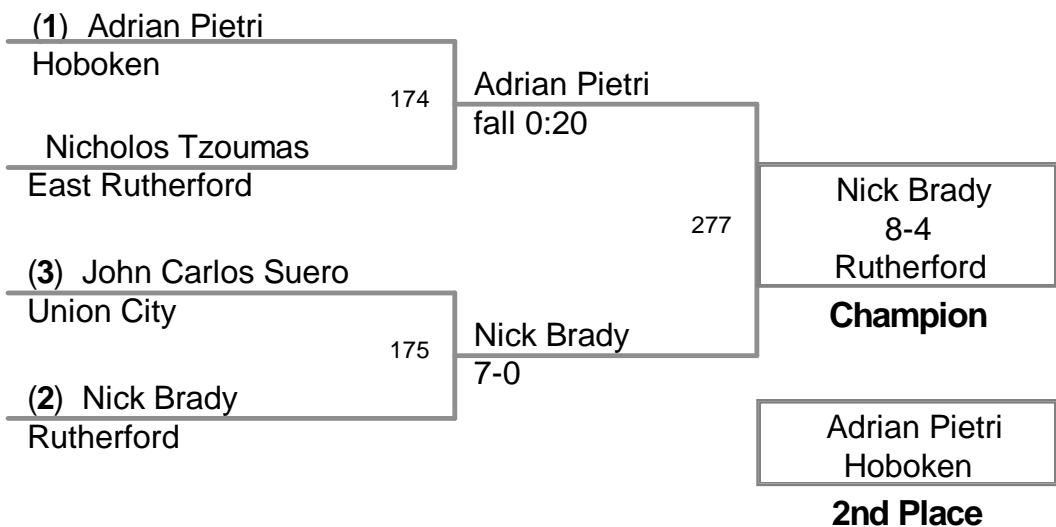 (1) Adrian Pietri
Hoboken
174
Adrian Pietri
fall 0:20
Nicholos Tzoumas
East Rutherford
277
Nick Brady
8-4
Rutherford
Champion
(3) John Carlos Suero
Union City
175
Nick Brady
7-0
(2) Nick Brady
Rutherford
Adrian Pietri
Hoboken
2nd Place